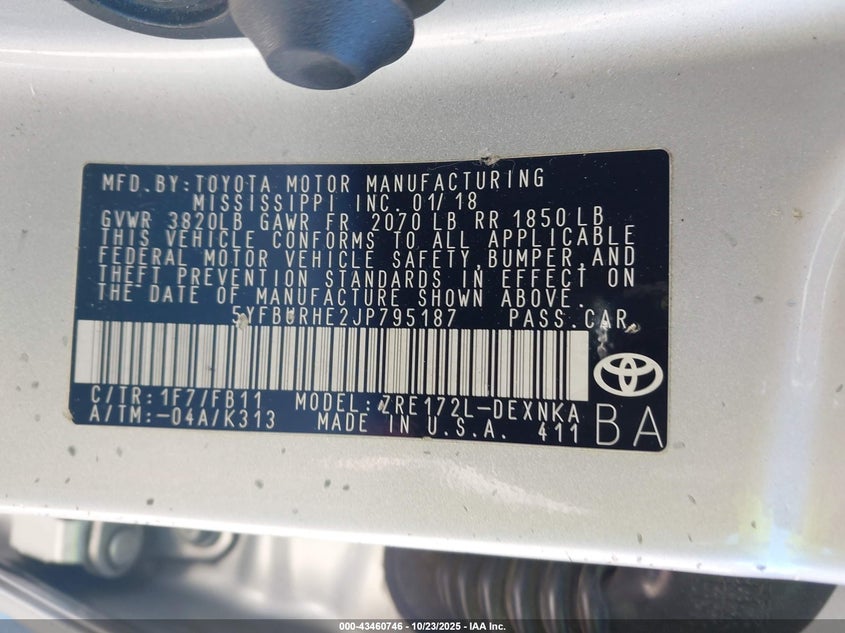 MFD.BY:TOYOTA MOTOR MANUFACTURING
MISSISSIPPI INC. 01/18
GVWR 3820LB GAWR FR 2070 LB RR 1850 LB
THIS VEHICLE CONFORMS TO ALL APPLICABLE
FEDERAL MOTOR VEHICLE SAFETY, BUMPER, AND
THEFT PREVENTION STANDARDS IN EFFECT ON
THE DATE OF MANUFACTURE SHOWN ABOVE.
5YFBURHE2JP795187 PASS.CAR
C/TR:1F7/FB11 MODEL:ZRE172L-DEXNKA
A/TM:-04A/K313 MADE IN U.S.A. 411
BA
000-43460746 - 10/23/2025 - IAA Inc.